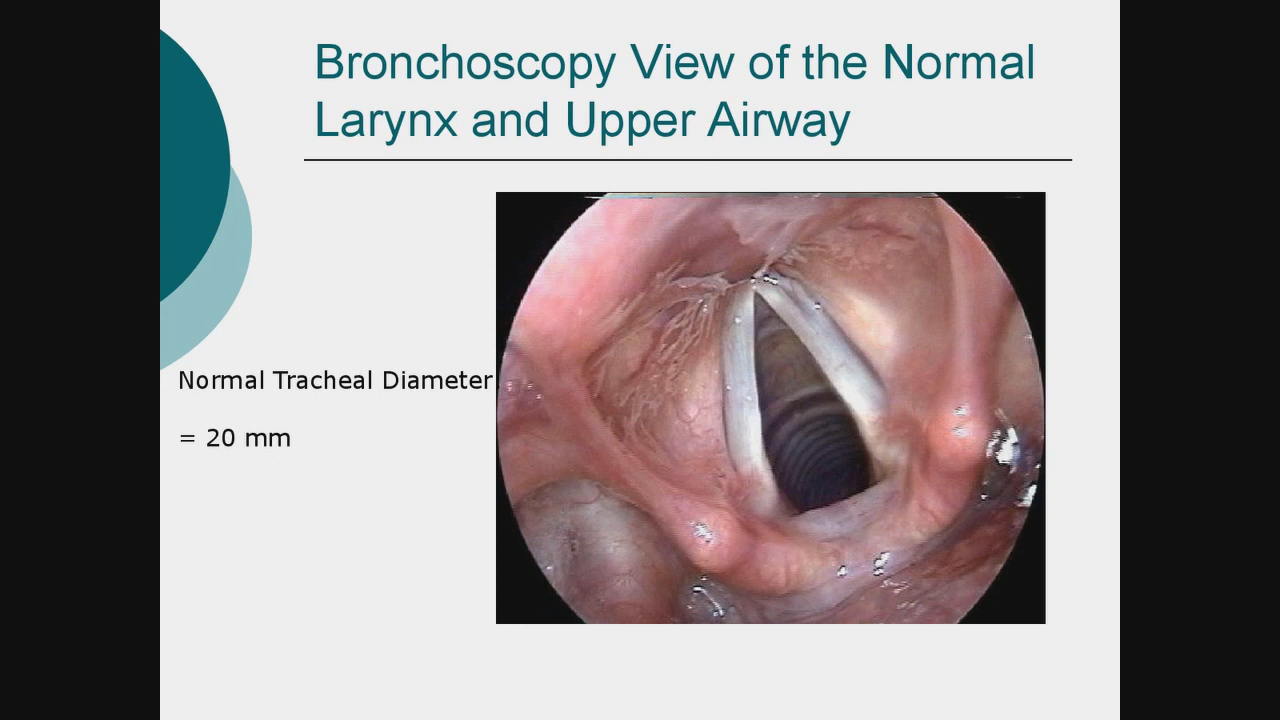 Bronchoscopy View of the Normal
Larynx and Upper Airway
Normal Tracheal Diameter
= 20 mm